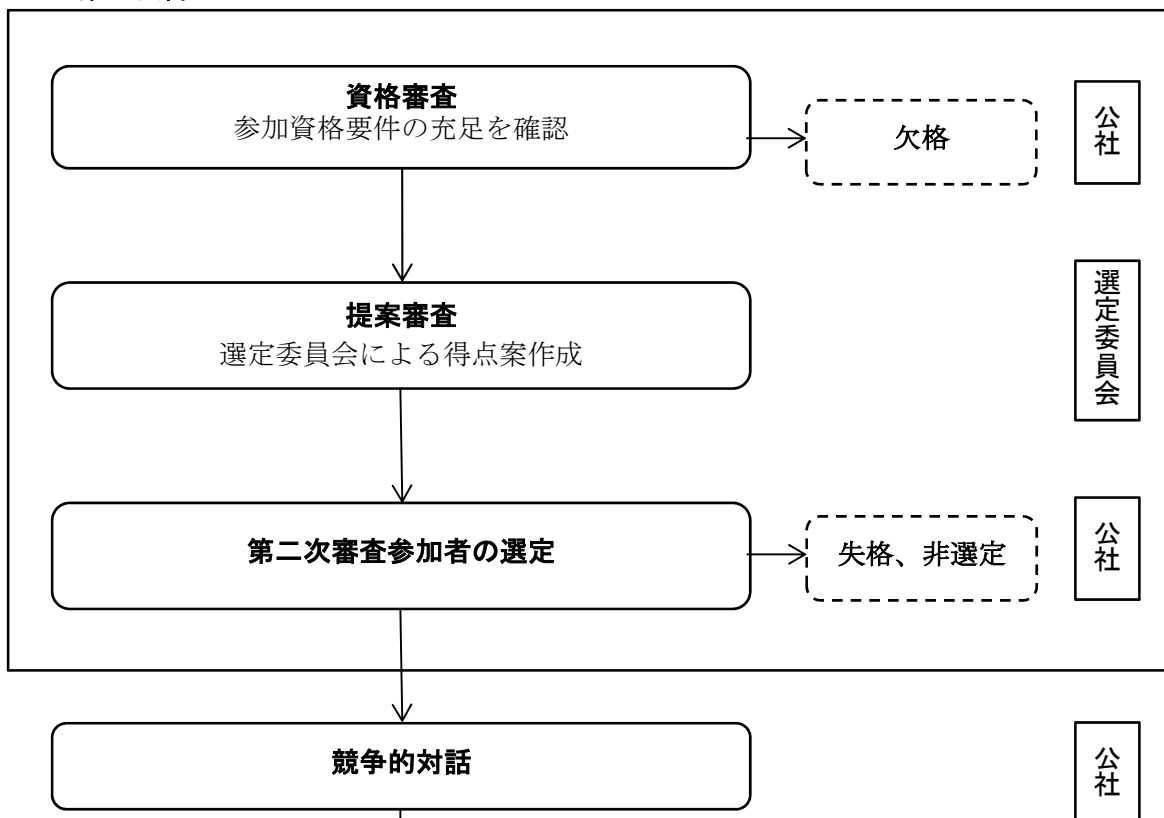 資格審査
参加資格要件の充足を確認
欠格
公社
提案審査
選定委員会による得点案作成
選定委員会
第二次審査参加者の選定
失格、非選定
公社
競争的対話
公社